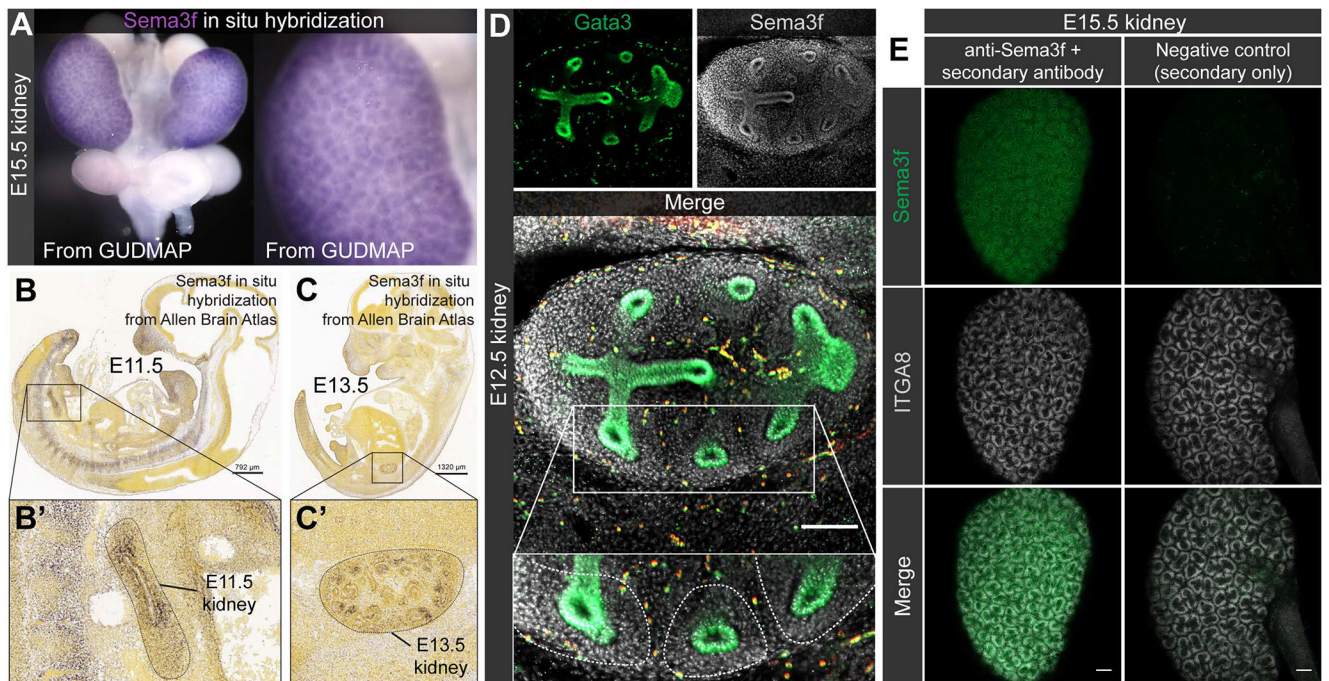 A
Sema3f in situ hybridization
E15.5 kidney
From GUDMAP
From GUDMAP
B
Sema3f in situ
hybridization
from Allen Brain Atlas
E11.5
792 µm
C
Sema3f in situ
hybridization
from Allen Brain Atlas
E13.5
1320 µm
B'
E11.5
kidney
C'
E13.5
kidney
D
Gata3
Sema3f
E12.5 kidney
Merge
E
E15.5 kidney
anti-Sema3f +
secondary antibody
Negative control
(secondary only)
Sema3f
ITGA8
Merge